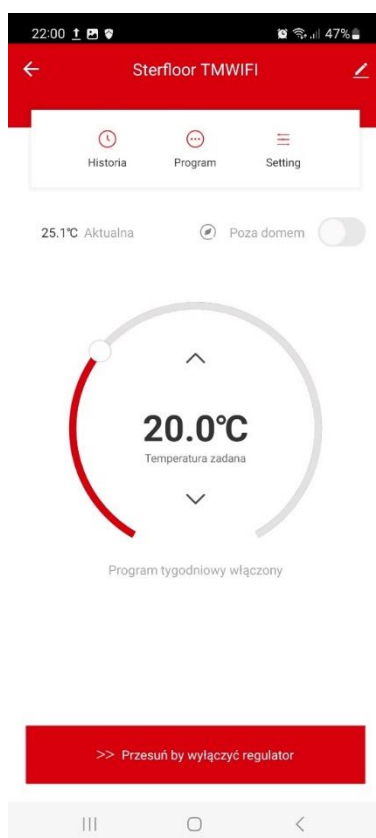 22:00 47%
Sterfloor TMWIFI
Historia Program Setting
25.1°C Aktualna Poza domem
20.0°C
Temperatura zadana
Program tygodniowy włączony
>> Przesuń by wyłączyć regulator